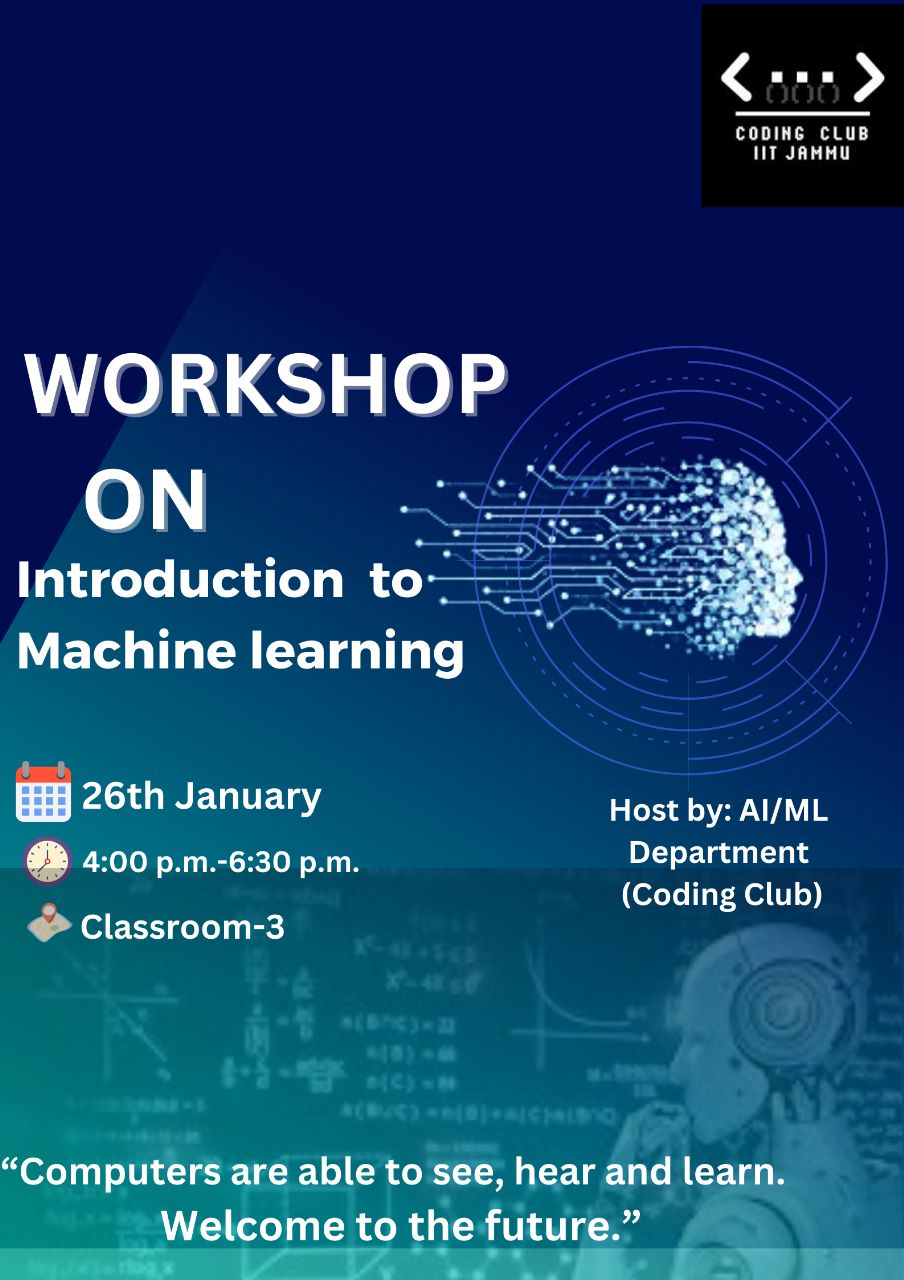 CODING CLUB
IIT JAMMU
WORKSHOP
ON
Introduction to
Machine learning
26th January
4:00 p.m.-6:30 p.m.
Classroom-3
Host by: AI/ML
Department
(Coding Club)
“Computers are able to see, hear and learn.
Welcome to the future.”